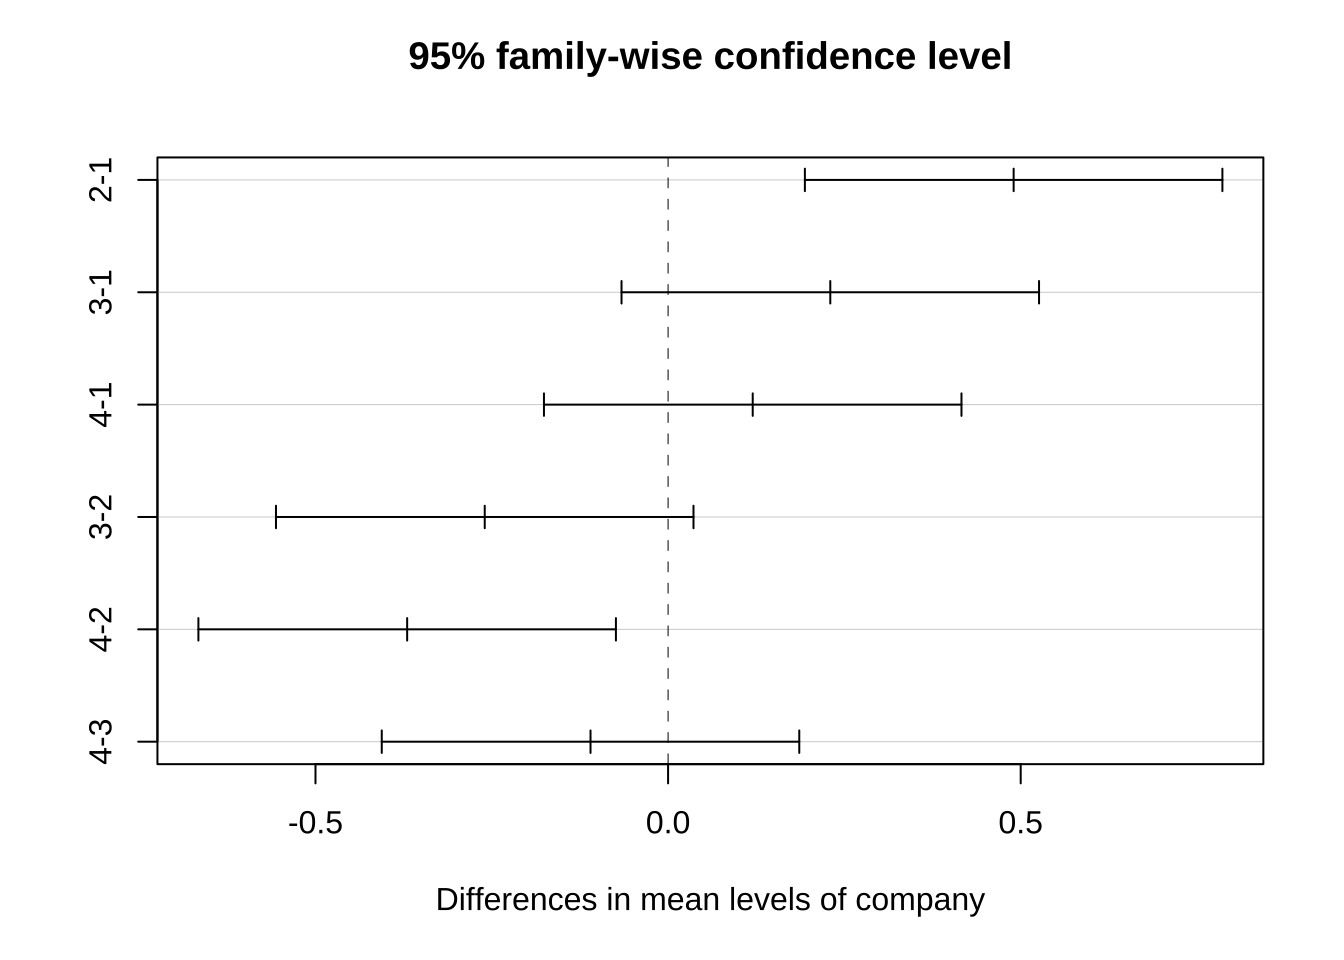 95% family-wise confidence level
2-1
3-1
4-1
3-2
4-2
4-3
-0.5 0.0 0.5
Differences in mean levels of company